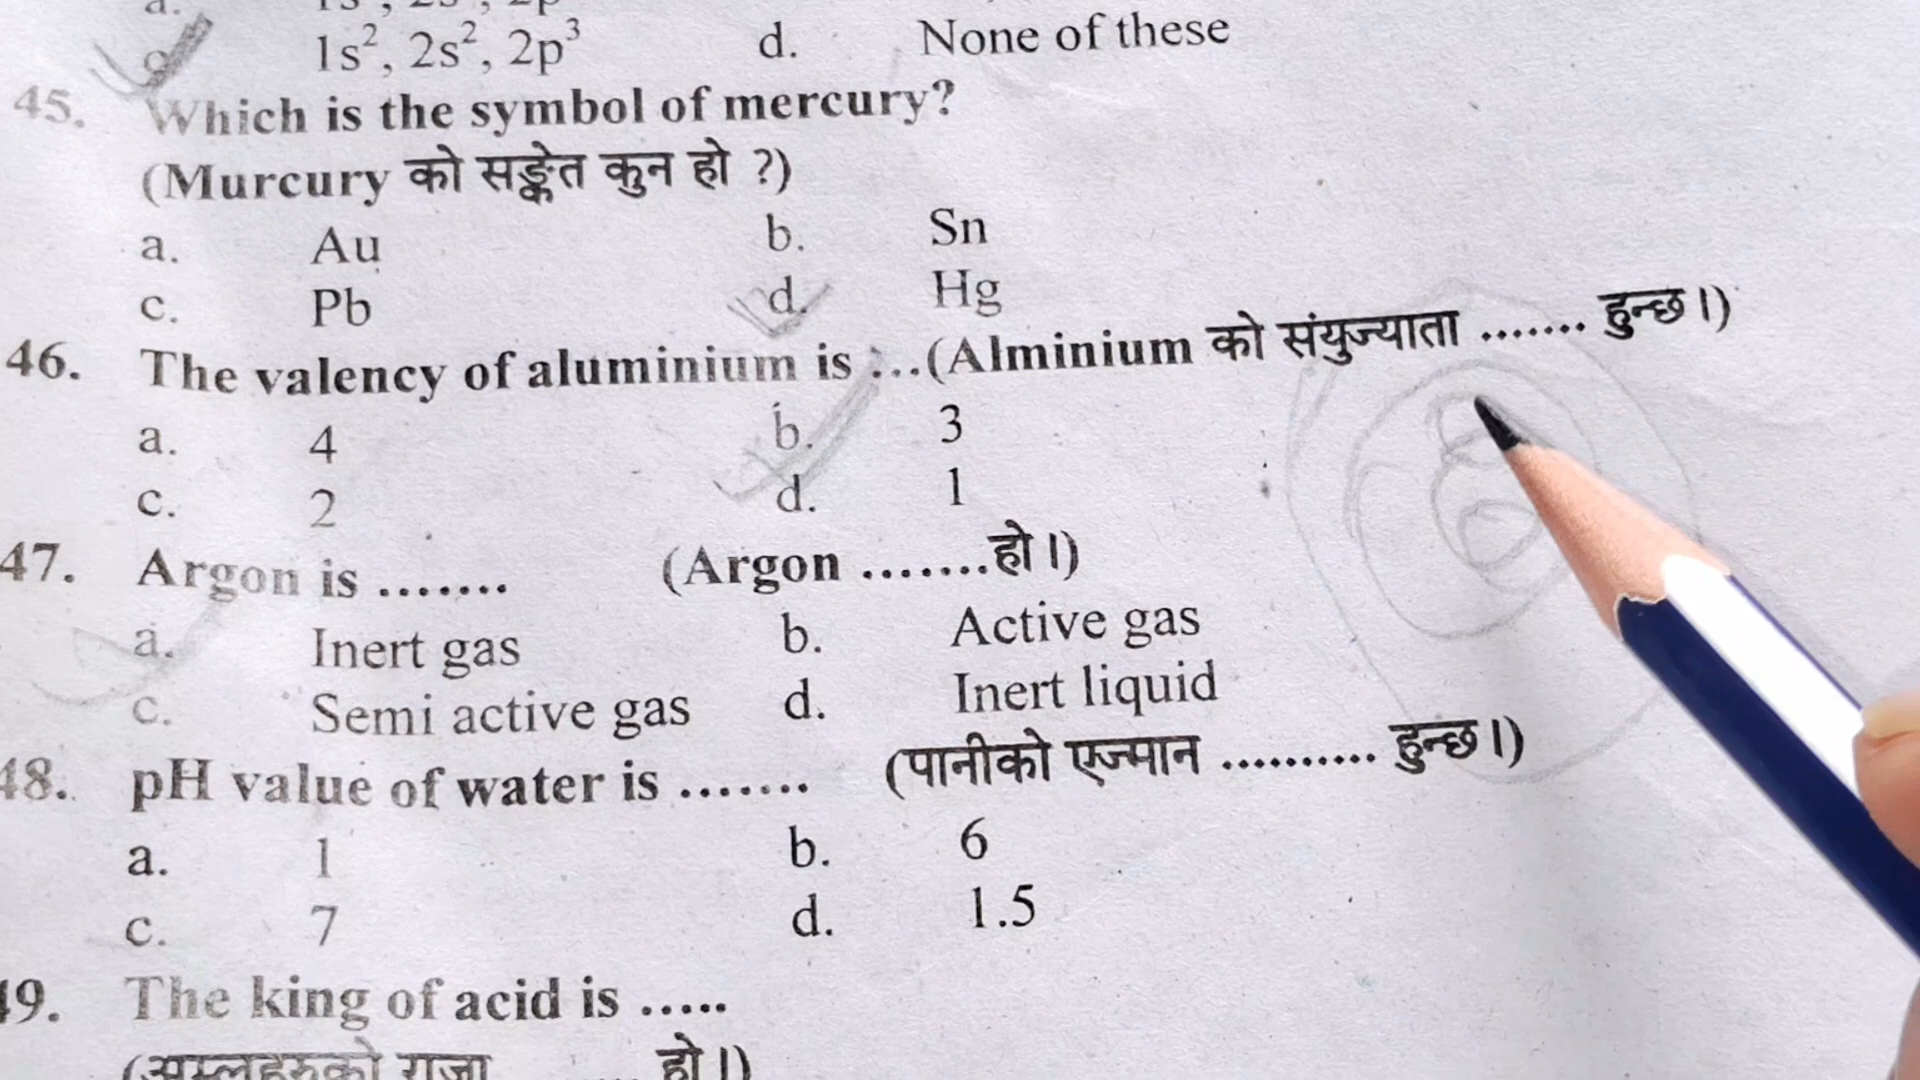 c. 1s², 2s², 2p³ d. None of these
45. Which is the symbol of mercury?
(Murcury को सङ्केत कुन हो ?)
a. Au b. Sn
c. Pb d. Hg
46. The valency of aluminium is ...(Alminium को संयुज्याता ....... हुन्छ।)
a. 4 b. 3
c. 2 d. 1
47. Argon is ....... (Argon .......हो।)
a. Inert gas b. Active gas
c. Semi active gas d. Inert liquid
48. pH value of water is ....... (पानीको एज्मान .......... हुन्छ।)
a. 1 b. 6
c. 7 d. 1.5
49. The king of acid is .....
(अम्लहरुको राजा ..... हो।)